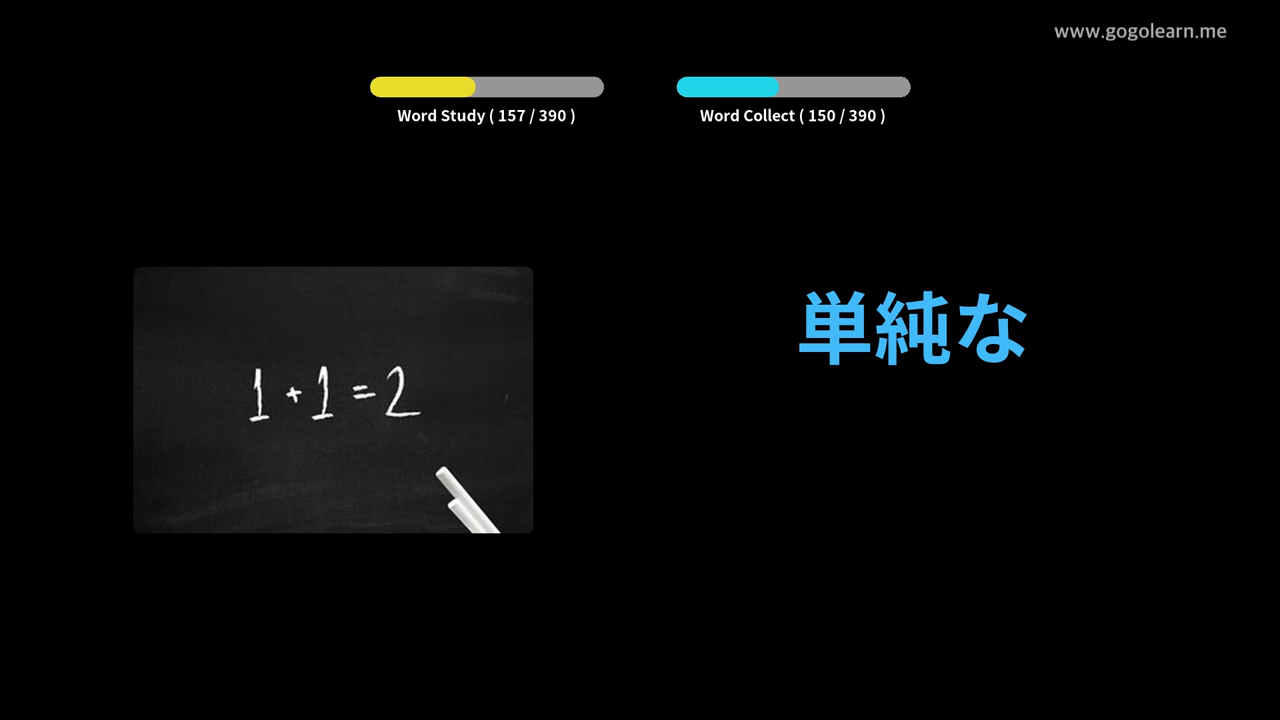 www.gogolearn.me
Word Study ( 157 / 390 )
Word Collect ( 150 / 390 )
単純な
1 + 1 = 2